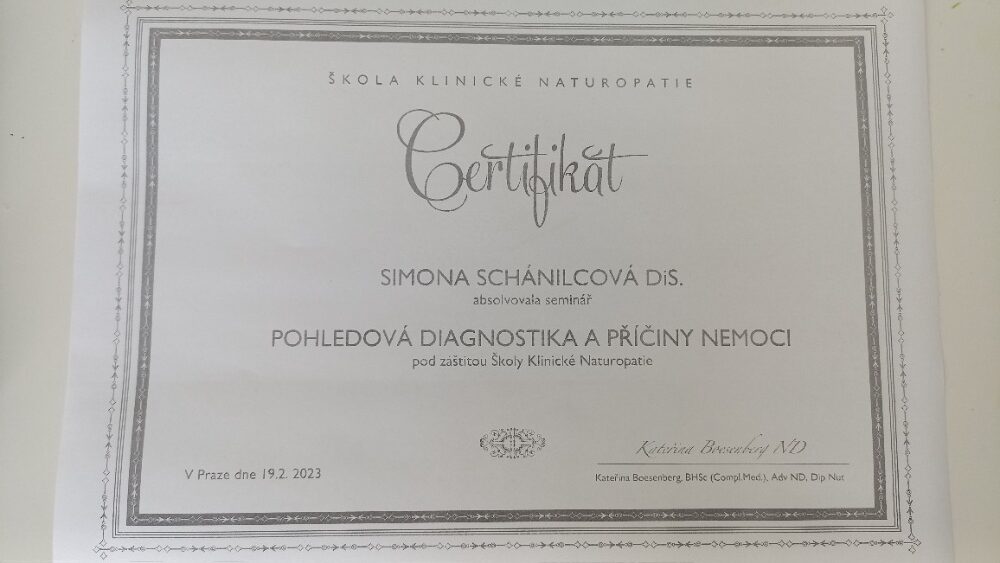 ŠKOLA KLINICKÉ NATUROPATIE
Certifikát
SIMONA SCHÁNILCOVÁ DiS.
absolvovala seminář
POHLEDOVÁ DIAGNOSTIKA A PŘÍČINY NEMOCI
pod záštitou Školy Klinické Naturopatie
Kateřina Boesenberg ND
V Praze dne 19.2. 2023
Kateřina Boesenberg, BHSc (Compl.Med.), Adv ND, Dip Nut